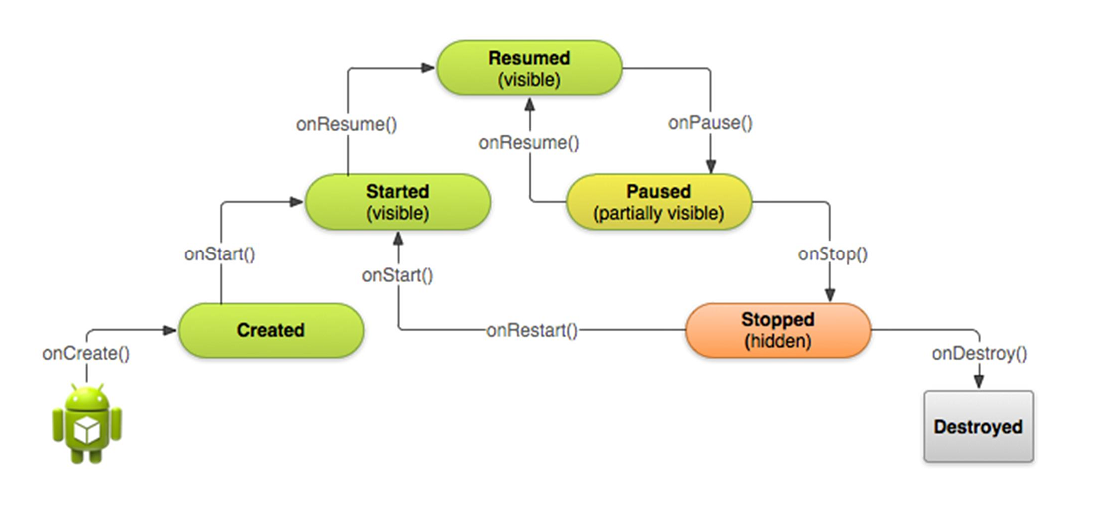 Resumed
(visible)
onResume()
onPause()
onResume()
Started
(visible)
Paused
(partially visible)
onStart()
onStop()
onStart()
Created
onRestart()
Stopped
(hidden)
onCreate()
onDestroy()
Destroyed